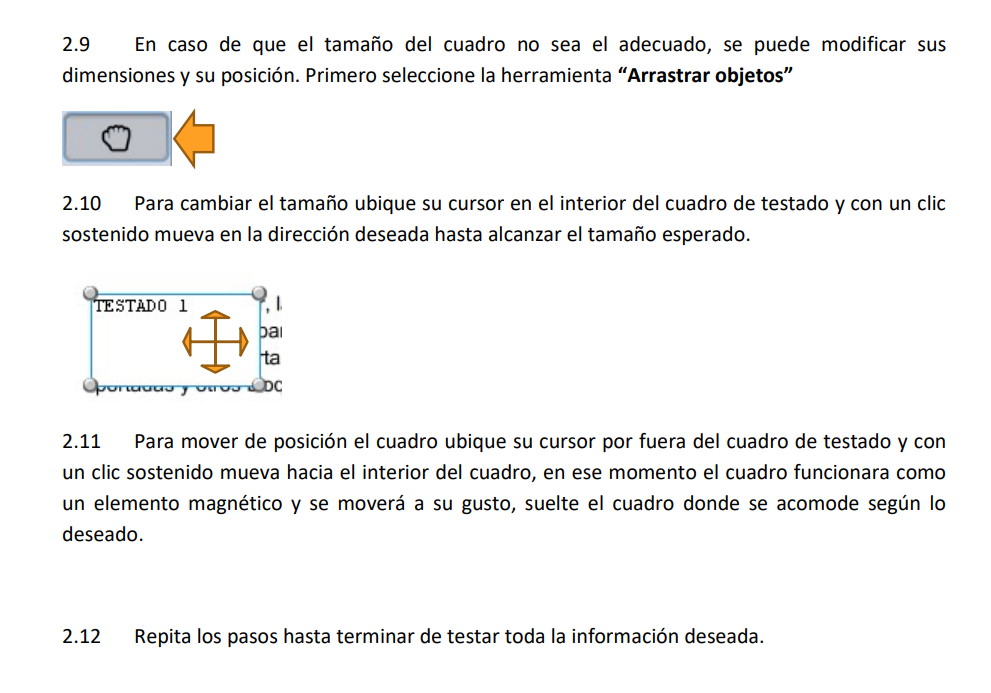 2.9 En caso de que el tamaño del cuadro no sea el adecuado, se puede modificar sus
dimensiones y su posición. Primero seleccione la herramienta “Arrastrar objetos”
2.10 Para cambiar el tamaño ubique su cursor en el interior del cuadro de testado y con un clic
sostenido mueva en la dirección deseada hasta alcanzar el tamaño esperado.
TESTADO 1
2.11 Para mover de posición el cuadro ubique su cursor por fuera del cuadro de testado y con
un clic sostenido mueva hacia el interior del cuadro, en ese momento el cuadro funcionara como
un elemento magnético y se moverá a su gusto, suelte el cuadro donde se acomode según lo
deseado.
2.12 Repita los pasos hasta terminar de testar toda la información deseada.